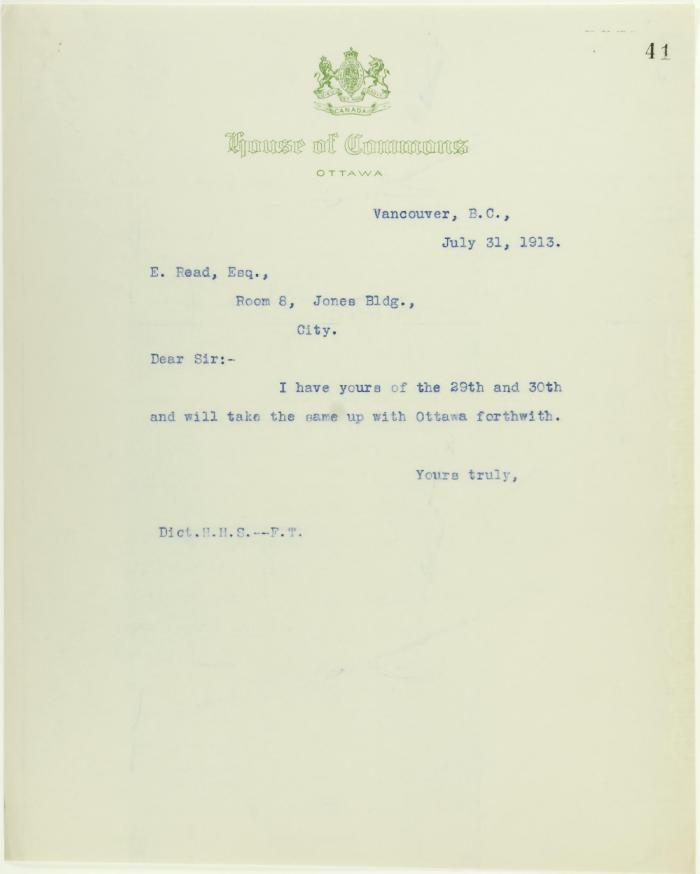 41
CANADA
House of Commons
OTTAWA
Vancouver, B.C.,
July 31, 1913.
E. Read, Esq.,
Room 8, Jones Bldg.,
City.
Dear Sir:-
I have yours of the 29th and 30th
and will take the same up with Ottawa forthwith.
Yours truly,
Dict.H.H.S.--F.T.